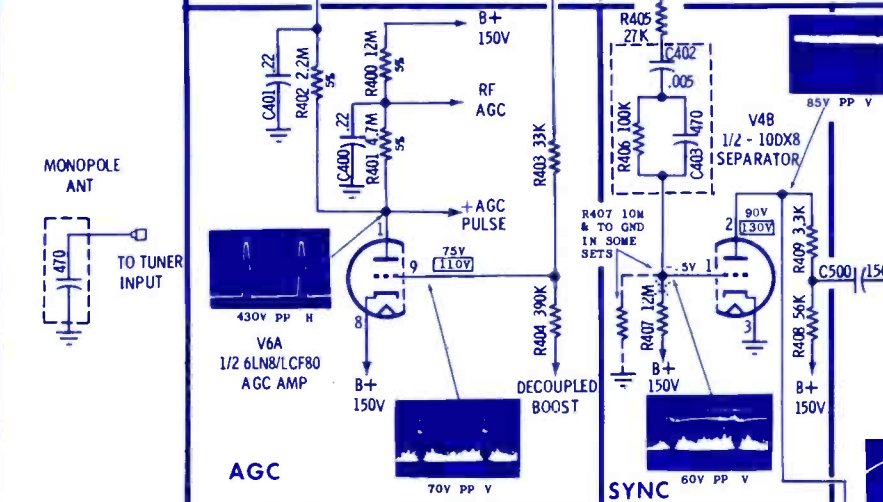 B+
150V
R405
27K
C401 .22
R402 2.2M
5%
R400 12M
5%
RF
AGC
C402
.005
C400 .22
R401 4.7M
5%
R403 33K
R406 100K
C403 470
85V PP V
V4B
1/2 - 10DX8
SEPARATOR
MONOPOLE
ANT
470
TO TUNER
INPUT
+AGC
PULSE
R407 10M
& TO GND
IN SOME
SETS
1
9
8
75V
110V
2
90V
130V
-.5V
1
3
R409 3.3K
C500
150
430V PP H
V6A
1/2 6LN8/LCF80
AGC AMP
R404 390K
R407 12M
R408 56K
B+
150V
DECOUPLED
BOOST
B+
150V
B+
150V
AGC
70V PP V
SYNC
60V PP V